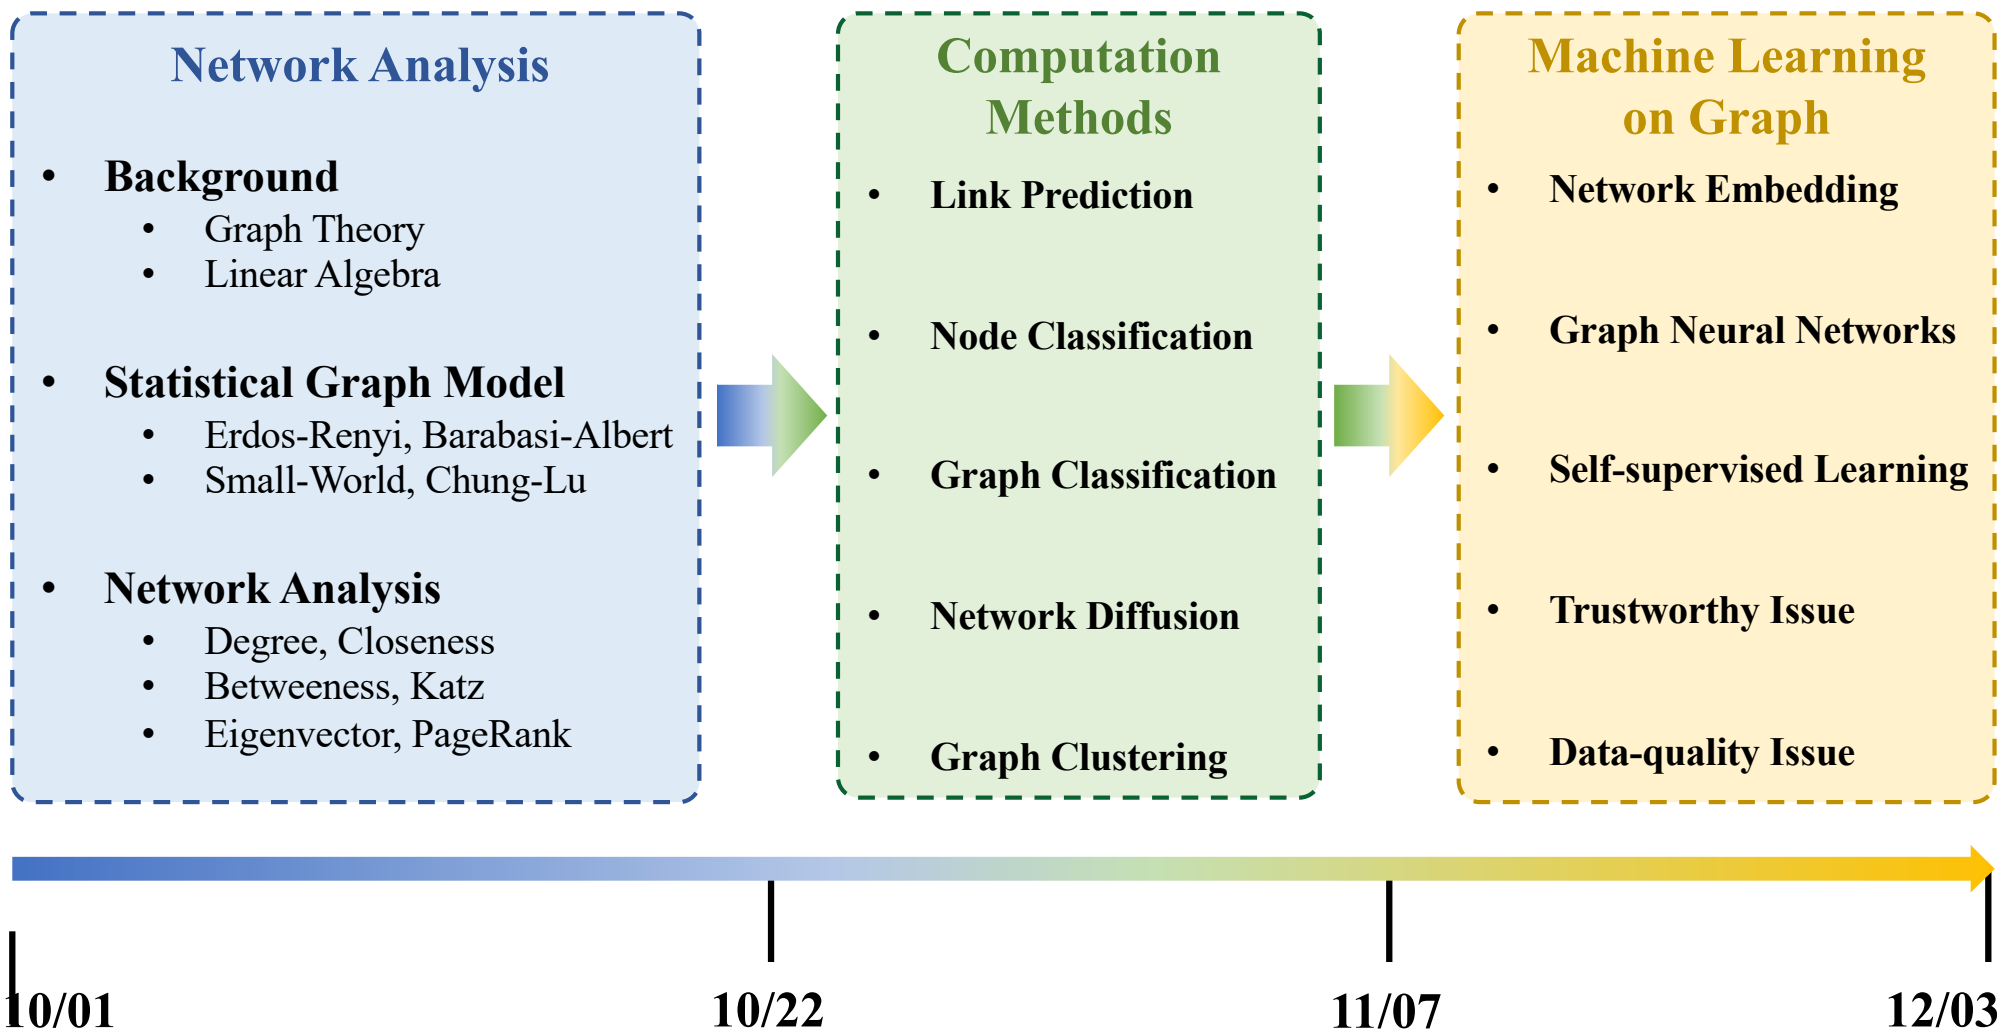 Network Analysis
• Background
• Graph Theory
• Linear Algebra
• Statistical Graph Model
• Erdos-Renyi, Barabasi-Albert
• Small-World, Chung-Lu
• Network Analysis
• Degree, Closeness
• Betweeness, Katz
• Eigenvector, PageRank
Computation
Methods
• Link Prediction
• Node Classification
• Graph Classification
• Network Diffusion
• Graph Clustering
Machine Learning
on Graph
• Network Embedding
• Graph Neural Networks
• Self-supervised Learning
• Trustworthy Issue
• Data-quality Issue
10/01
10/22
11/07
12/03